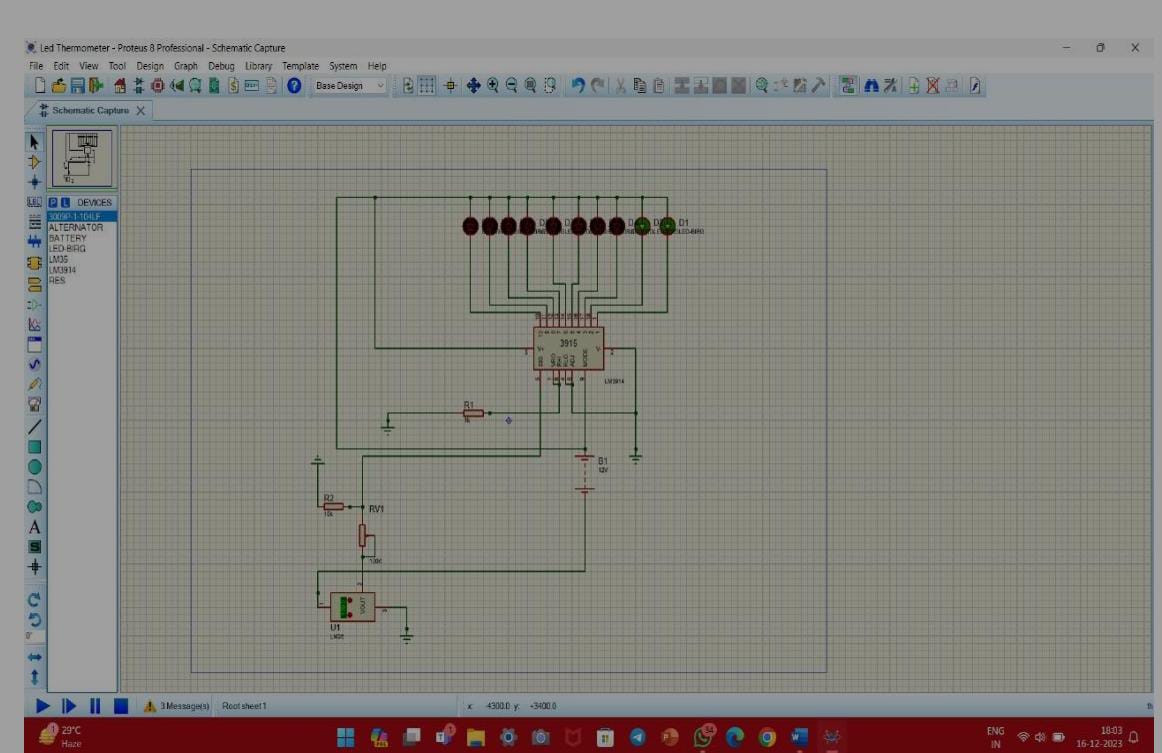 Led Thermometer - Proteus 8 Professional - Schematic Capture
File Edit View Tool Design Graph Debug Library Template System Help
Base Design
Schematic Capture
P L DEVICES
3009P-1-104LF
ALTERNATOR
BATTERY
LED-BIRG
LM35
LM3914
RES
D1
LED-BIRG
3915
V+
V-
MODE
LM3914
R1
1k
B1
12V
R2
10k
RV1
100k
VOUT
U1
LM35
3 Message(s)
Root sheet 1
x: -4300.0 y: -3400.0
29°C
Haze
ENG
IN
18:03
16-12-2023